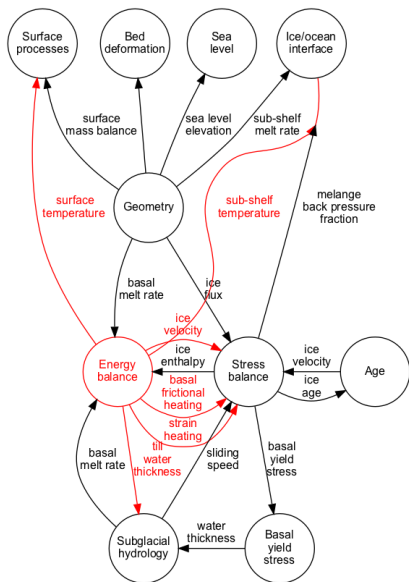 Surface
processes
Bed
deformation
Sea
level
Ice/ocean
interface
surface
mass balance
sea level
elevation
sub-shelf
melt rate
surface
temperature
Geometry
sub-shelf
temperature
melange
back pressure
fraction
basal
melt rate
ice
flux
ice
velocity
Energy
balance
ice
enthalpy
Stress
balance
ice
velocity
ice
age
Age
basal
frictional
heating
strain
heating
basal
melt rate
till
water
thickness
sliding
speed
basal
yield
stress
Subglacial
hydrology
water
thickness
Basal
yield
stress